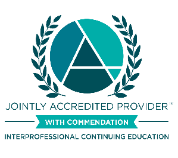 JOINTLY ACCREDITED PROVIDER™
WITH COMMENDATION
INTERPROFESSIONAL CONTINUING EDUCATION